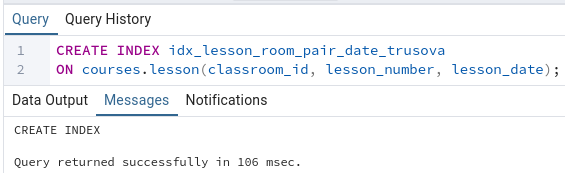 Query Query History
1 CREATE INDEX idx_lesson_room_pair_date_trusova
2 ON courses.lesson(classroom_id, lesson_number, lesson_date);
Data Output Messages Notifications
CREATE INDEX
Query returned successfully in 106 msec.